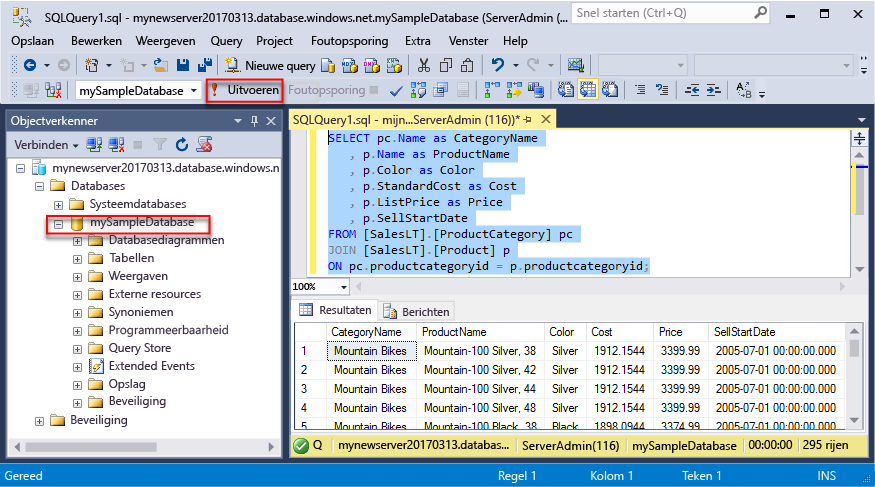 SQLQuery1.sql - mynewserver20170313.database.windows.net.mySampleDatabase (ServerAdmin (116))* - Mi...
Snel starten (Ctrl+Q)
Opslaan Bewerken Weergeven Query Project Foutopsporing Extra Venster Help
Nieuwe query MDX DMX XMLA DAX
mySampleDatabase Uitvoeren Foutopsporing
Objectverkenner
Verbinden
mynewserver20170313.database.windows.n
Databases
Systeemdatabases
mySampleDatabase
Databasediagrammen
Tabellen
Weergaven
Externe resources
Synoniemen
Programmeerbaarheid
Query Store
Extended Events
Opslag
Beveiliging
Beveiliging
SQLQuery1.sql - mijn...ServerAdmin (116))*
SELECT pc.Name as CategoryName
, p.Name as ProductName
, p.Color as Color
, p.StandardCost as Cost
, p.ListPrice as Price
, p.SellStartDate
FROM [SalesLT].[ProductCategory] pc
JOIN [SalesLT].[Product] p
ON pc.productcategoryid = p.productcategoryid;
100%
Resultaten Berichten
CategoryName ProductName Color Cost Price SellStartDate
1 Mountain Bikes Mountain-100 Silver, 38 Silver 1912.1544 3399.99 2005-07-01 00:00:00.000
2 Mountain Bikes Mountain-100 Silver, 42 Silver 1912.1544 3399.99 2005-07-01 00:00:00.000
3 Mountain Bikes Mountain-100 Silver, 44 Silver 1912.1544 3399.99 2005-07-01 00:00:00.000
4 Mountain Bikes Mountain-100 Silver, 48 Silver 1912.1544 3399.99 2005-07-01 00:00:00.000
5 Mountain Bikes Mountain-100 Black, 38 Black 1898.0944 3374.99 2005-07-01 00:00:00.000
Q mynewserver20170313.databas... ServerAdmin(116) mySampleDatabase 00:00:00 295 rijen
Gereed Regel 1 Kolom 1 Teken 1 INS